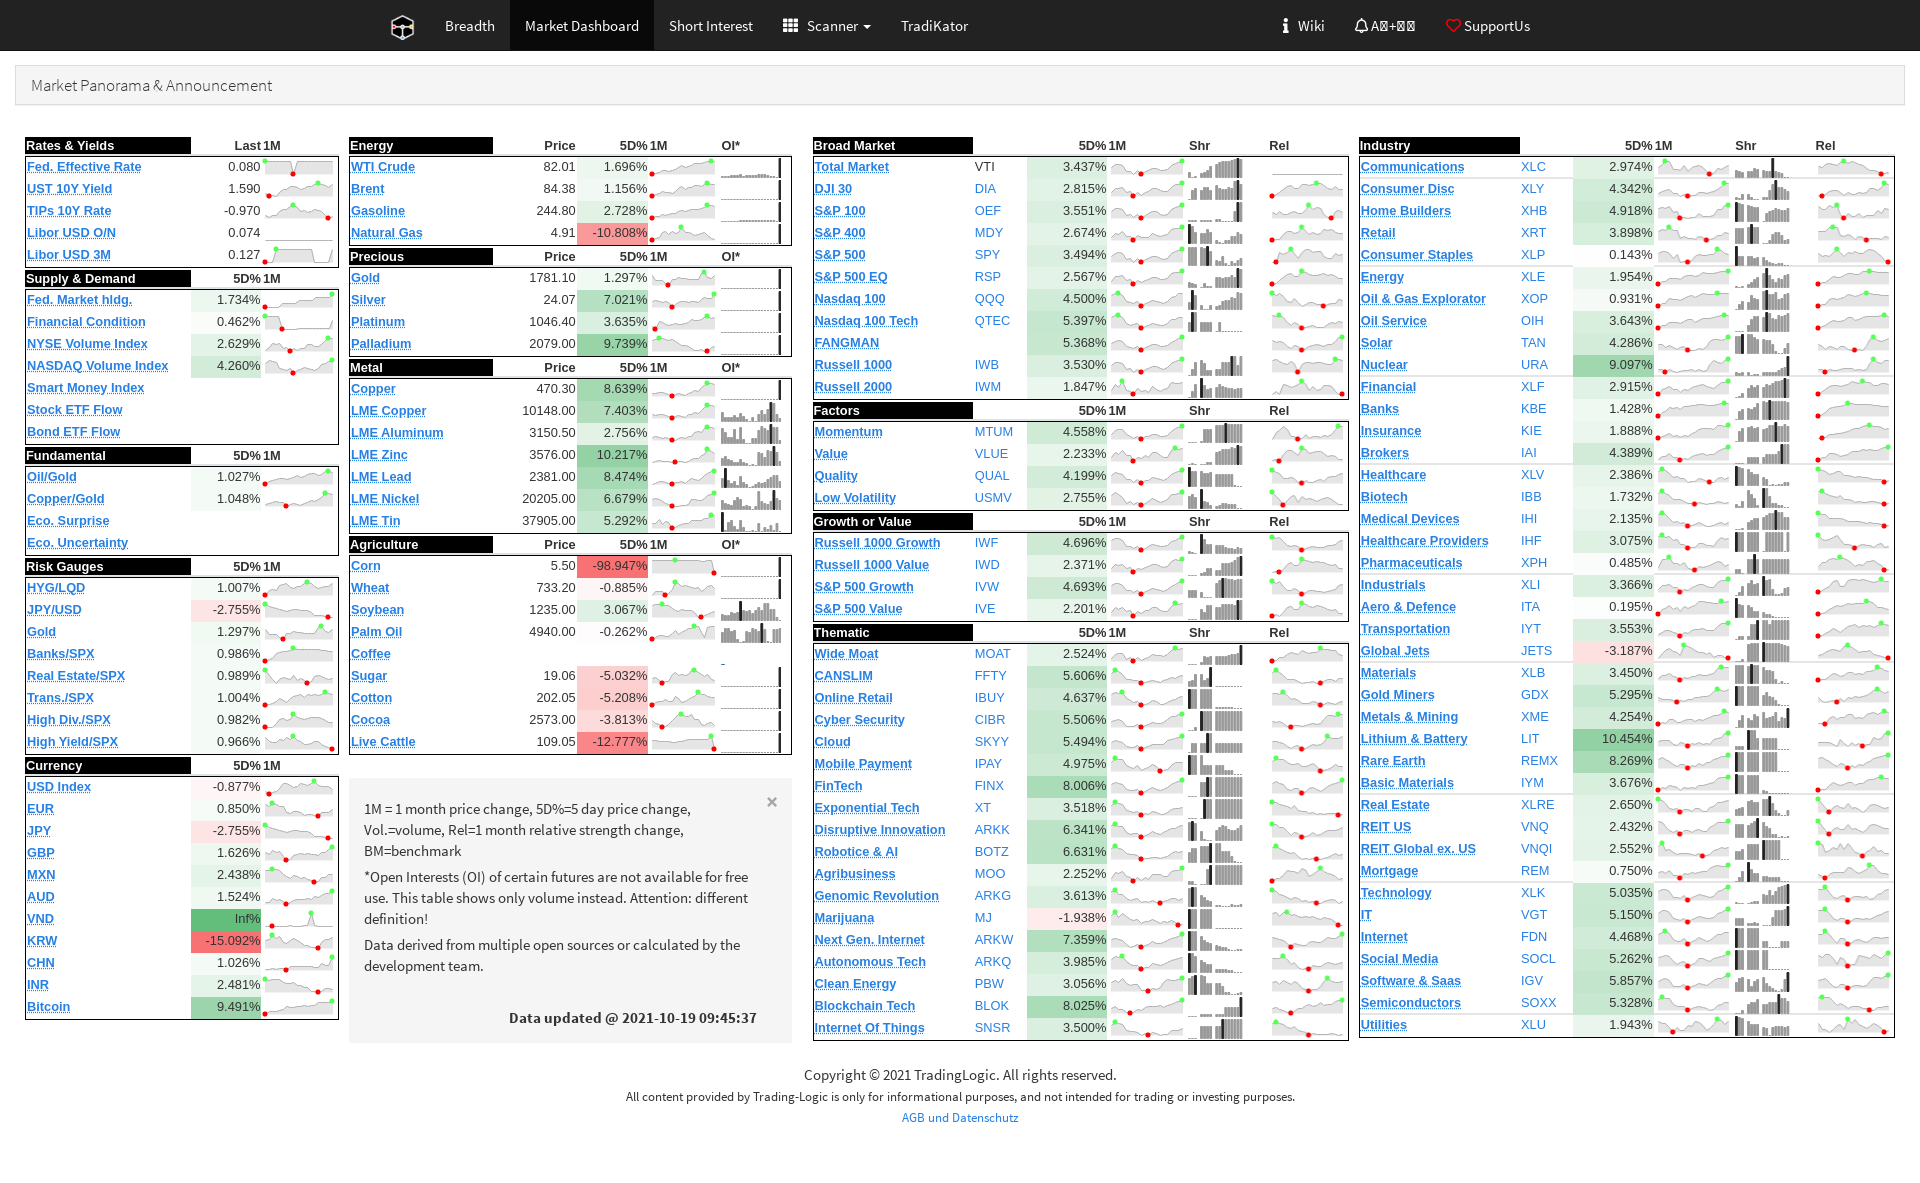 Breadth Market Dashboard Short Interest Scanner TradiKator Wiki SupportUs
Market Panorama & Announcement
Rates & Yields Last 1M
Fed. Effective Rate 0.080
UST 10Y Yield 1.590
TIPs 10Y Rate -0.970
Libor USD O/N 0.074
Libor USD 3M 0.127
Supply & Demand 5D% 1M
Fed. Market hldg. 1.734%
Financial Condition 0.462%
NYSE Volume Index 2.629%
NASDAQ Volume Index 4.260%
Smart Money Index
Stock ETF Flow
Bond ETF Flow
Fundamental 5D% 1M
Oil/Gold 1.027%
Copper/Gold 1.048%
Eco. Surprise
Eco. Uncertainty
Risk Gauges 5D% 1M
HYG/LQD 1.007%
JPY/USD -2.755%
Gold 1.297%
Banks/SPX 0.986%
Real Estate/SPX 0.989%
Trans./SPX 1.004%
High Div./SPX 0.982%
High Yield/SPX 0.966%
Currency 5D% 1M
USD Index -0.877%
EUR 0.850%
JPY -2.755%
GBP 1.626%
MXN 2.438%
AUD 1.524%
VND Inf%
KRW -15.092%
CHN 1.026%
INR 2.481%
Bitcoin 9.491%
Energy Price 5D% 1M OI*
WTI Crude 82.01 1.696%
Brent 84.38 1.156%
Gasoline 244.80 2.728%
Natural Gas 4.91 -10.808%
Precious Price 5D% 1M OI*
Gold 1781.10 1.297%
Silver 24.07 7.021%
Platinum 1046.40 3.635%
Palladium 2079.00 9.739%
Metal Price 5D% 1M OI*
Copper 470.30 8.639%
LME Copper 10148.00 7.403%
LME Aluminum 3150.50 2.756%
LME Zinc 3576.00 10.217%
LME Lead 2381.00 8.474%
LME Nickel 20205.00 6.679%
LME Tin 37905.00 5.292%
Agriculture Price 5D% 1M OI*
Corn 5.50 -98.947%
Wheat 733.20 -0.885%
Soybean 1235.00 3.067%
Palm Oil 4940.00 -0.262%
Coffee -
Sugar 19.06 -5.032%
Cotton 202.05 -5.208%
Cocoa 2573.00 -3.813%
Live Cattle 109.05 -12.777%
×
1M = 1 month price change, 5D%=5 day price change,
Vol.=volume, Rel=1 month relative strength change,
BM=benchmark
*Open Interests (OI) of certain futures are not available for free
use. This table shows only volume instead. Attention: different
definition!
Data derived from multiple open sources or calculated by the
development team.
Data updated @ 2021-10-19 09:45:37
Broad Market 5D% 1M Shr Rel
Total Market VTI 3.437%
DJI 30 DIA 2.815%
S&P 100 OEF 3.551%
S&P 400 MDY 2.674%
S&P 500 SPY 3.494%
S&P 500 EQ RSP 2.567%
Nasdaq 100 QQQ 4.500%
Nasdaq 100 Tech QTEC 5.397%
FANGMAN 5.368%
Russell 1000 IWB 3.530%
Russell 2000 IWM 1.847%
Factors 5D% 1M Shr Rel
Momentum MTUM 4.558%
Value VLUE 2.233%
Quality QUAL 4.199%
Low Volatility USMV 2.755%
Growth or Value 5D% 1M Shr Rel
Russell 1000 Growth IWF 4.696%
Russell 1000 Value IWD 2.371%
S&P 500 Growth IVW 4.693%
S&P 500 Value IVE 2.201%
Thematic 5D% 1M Shr Rel
Wide Moat MOAT 2.524%
CANSLIM FFTY 5.606%
Online Retail IBUY 4.637%
Cyber Security CIBR 5.506%
Cloud SKYY 5.494%
Mobile Payment IPAY 4.975%
FinTech FINX 8.006%
Exponential Tech XT 3.518%
Disruptive Innovation ARKK 6.341%
Robotice & AI BOTZ 6.631%
Agribusiness MOO 2.252%
Genomic Revolution ARKG 3.613%
Marijuana MJ -1.938%
Next Gen. Internet ARKW 7.359%
Autonomous Tech ARKQ 3.985%
Clean Energy PBW 3.056%
Blockchain Tech BLOK 8.025%
Internet Of Things SNSR 3.500%
Industry 5D% 1M Shr Rel
Communications XLC 2.974%
Consumer Disc XLY 4.342%
Home Builders XHB 4.918%
Retail XRT 3.898%
Consumer Staples XLP 0.143%
Energy XLE 1.954%
Oil & Gas Explorator XOP 0.931%
Oil Service OIH 3.643%
Solar TAN 4.286%
Nuclear URA 9.097%
Financial XLF 2.915%
Banks KBE 1.428%
Insurance KIE 1.888%
Brokers IAI 4.389%
Healthcare XLV 2.386%
Biotech IBB 1.732%
Medical Devices IHI 2.135%
Healthcare Providers IHF 3.075%
Pharmaceuticals XPH 0.485%
Industrials XLI 3.366%
Aero & Defence ITA 0.195%
Transportation IYT 3.553%
Global Jets JETS -3.187%
Materials XLB 3.450%
Gold Miners GDX 5.295%
Metals & Mining XME 4.254%
Lithium & Battery LIT 10.454%
Rare Earth REMX 8.269%
Basic Materials IYM 3.676%
Real Estate XLRE 2.650%
REIT US VNQ 2.432%
REIT Global ex. US VNQI 2.552%
Mortgage REM 0.750%
Technology XLK 5.035%
IT VGT 5.150%
Internet FDN 4.468%
Social Media SOCL 5.262%
Software & Saas IGV 5.857%
Semiconductors SOXX 5.328%
Utilities XLU 1.943%
Copyright © 2021 TradingLogic. All rights reserved.
All content provided by Trading-Logic is only for informational purposes, and not intended for trading or investing purposes.
AGB und Datenschutz